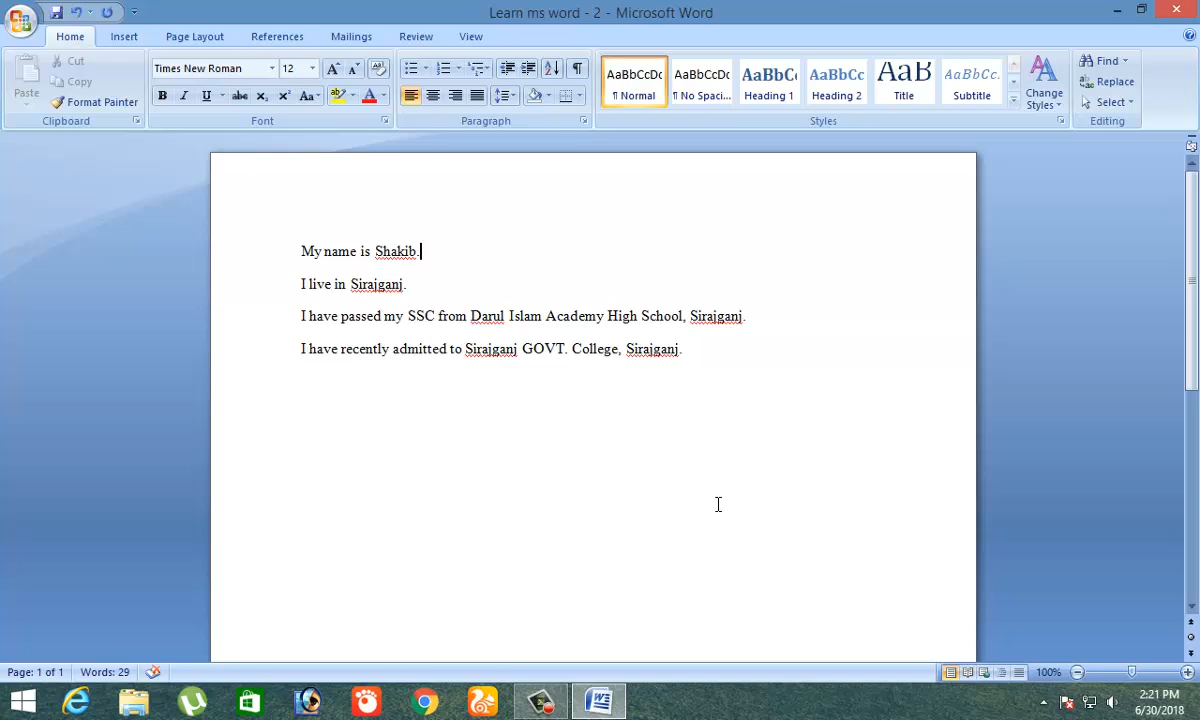 Learn ms word - 2 - Microsoft Word
Home Insert Page Layout References Mailings Review View
Paste Cut Copy Format Painter
Clipboard
Times New Roman 12
Font
Paragraph
AaBbCcDc AaBbCcDc AaBbCc AaBbCc AaB AaBbCc.
¶ Normal ¶ No Spaci... Heading 1 Heading 2 Title Subtitle
Change Styles
Styles
Find
Replace
Select
Editing
My name is Shakib.
I live in Sirajganj.
I have passed my SSC from Darul Islam Academy High School, Sirajganj.
I have recently admitted to Sirajganj GOVT. College, Sirajganj.
Page: 1 of 1 Words: 29 100%
2:21 PM
6/30/2018